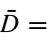 D̄ =